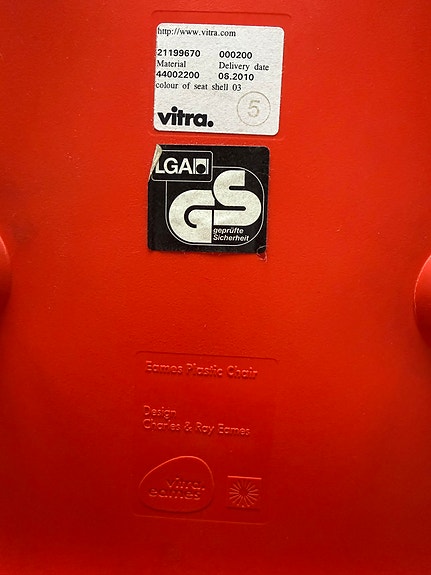 http://www.vitra.com
21199670 000200
Material Delivery date
44002200 08.2010
colour of seat shell 03
vitra. 5
LGA
GS
geprüfte
Sicherheit
Eames Plastic Chair
Design
Charles & Ray Eames
vitra.
eames